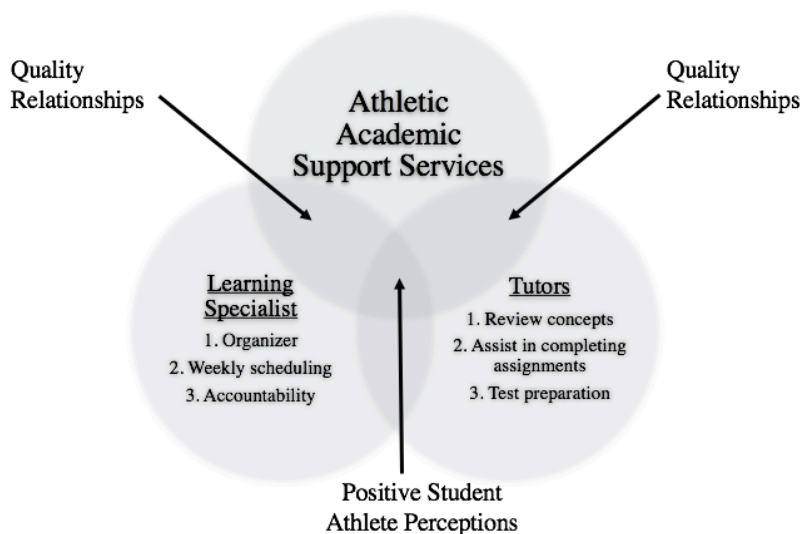 Quality
Relationships
Quality
Relationships
Athletic
Academic
Support Services
Learning
Specialist
1. Organizer
2. Weekly scheduling
3. Accountability
Tutors
1. Review concepts
2. Assist in completing
assignments
3. Test preparation
Positive Student
Athlete Perceptions